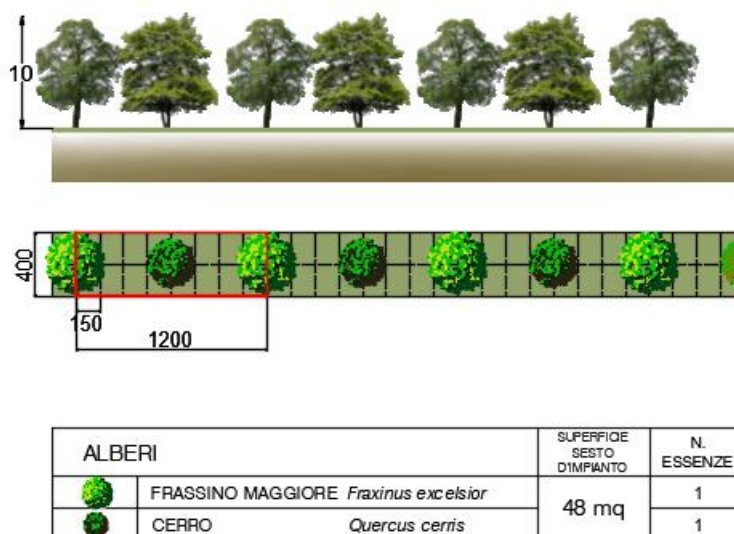 10
400
150
1200
ALBERI
SUPERFICIE
SESTO
D'IMPIANTO
N.
ESSENZE
FRASSINO MAGGIORE Fraxinus excelsior
48 mq
1
CERRO Quercus cerris
1